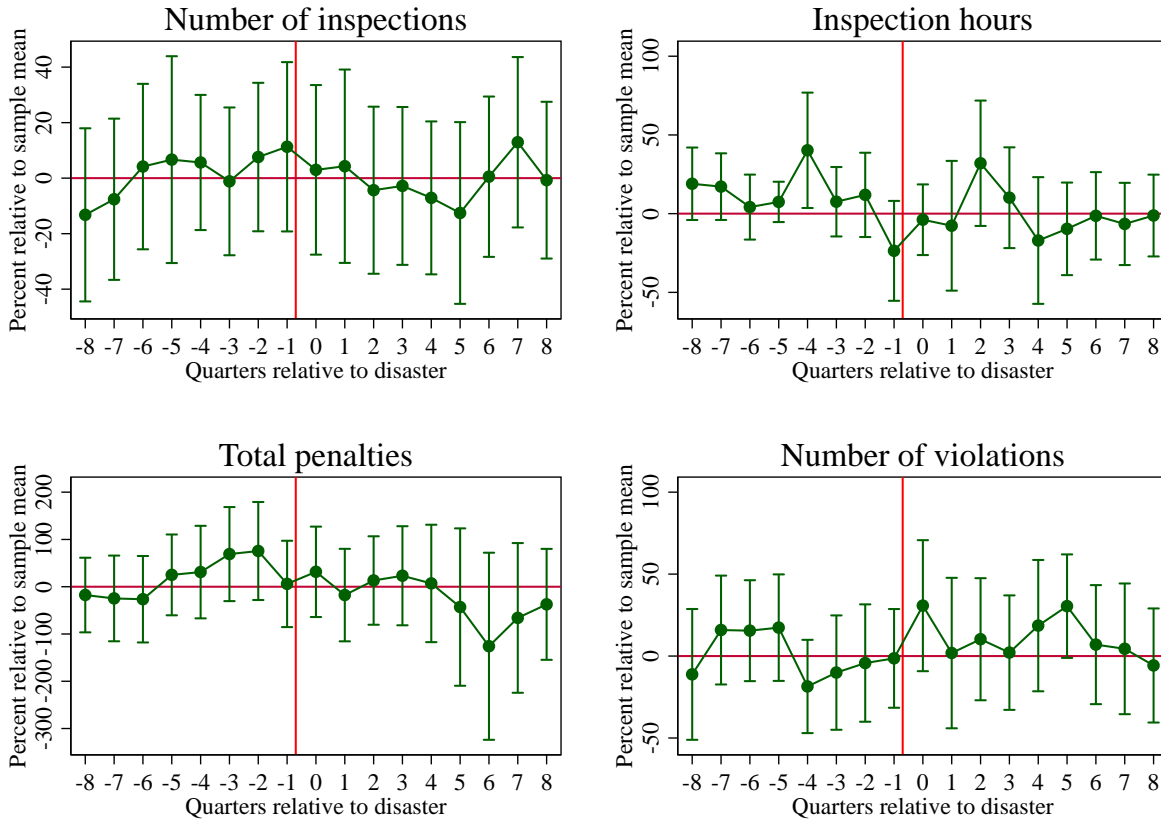 Number of inspections
Percent relative to sample mean
40
20
0
-20
-40
-8 -7 -6 -5 -4 -3 -2 -1 0 1 2 3 4 5 6 7 8
Quarters relative to disaster
Inspection hours
Percent relative to sample mean
100
50
0
-50
-8 -7 -6 -5 -4 -3 -2 -1 0 1 2 3 4 5 6 7 8
Quarters relative to disaster
Total penalties
Percent relative to sample mean
200
100
0
-100
-200
-300
-8 -7 -6 -5 -4 -3 -2 -1 0 1 2 3 4 5 6 7 8
Quarters relative to disaster
Number of violations
Percent relative to sample mean
100
50
0
-50
-8 -7 -6 -5 -4 -3 -2 -1 0 1 2 3 4 5 6 7 8
Quarters relative to disaster